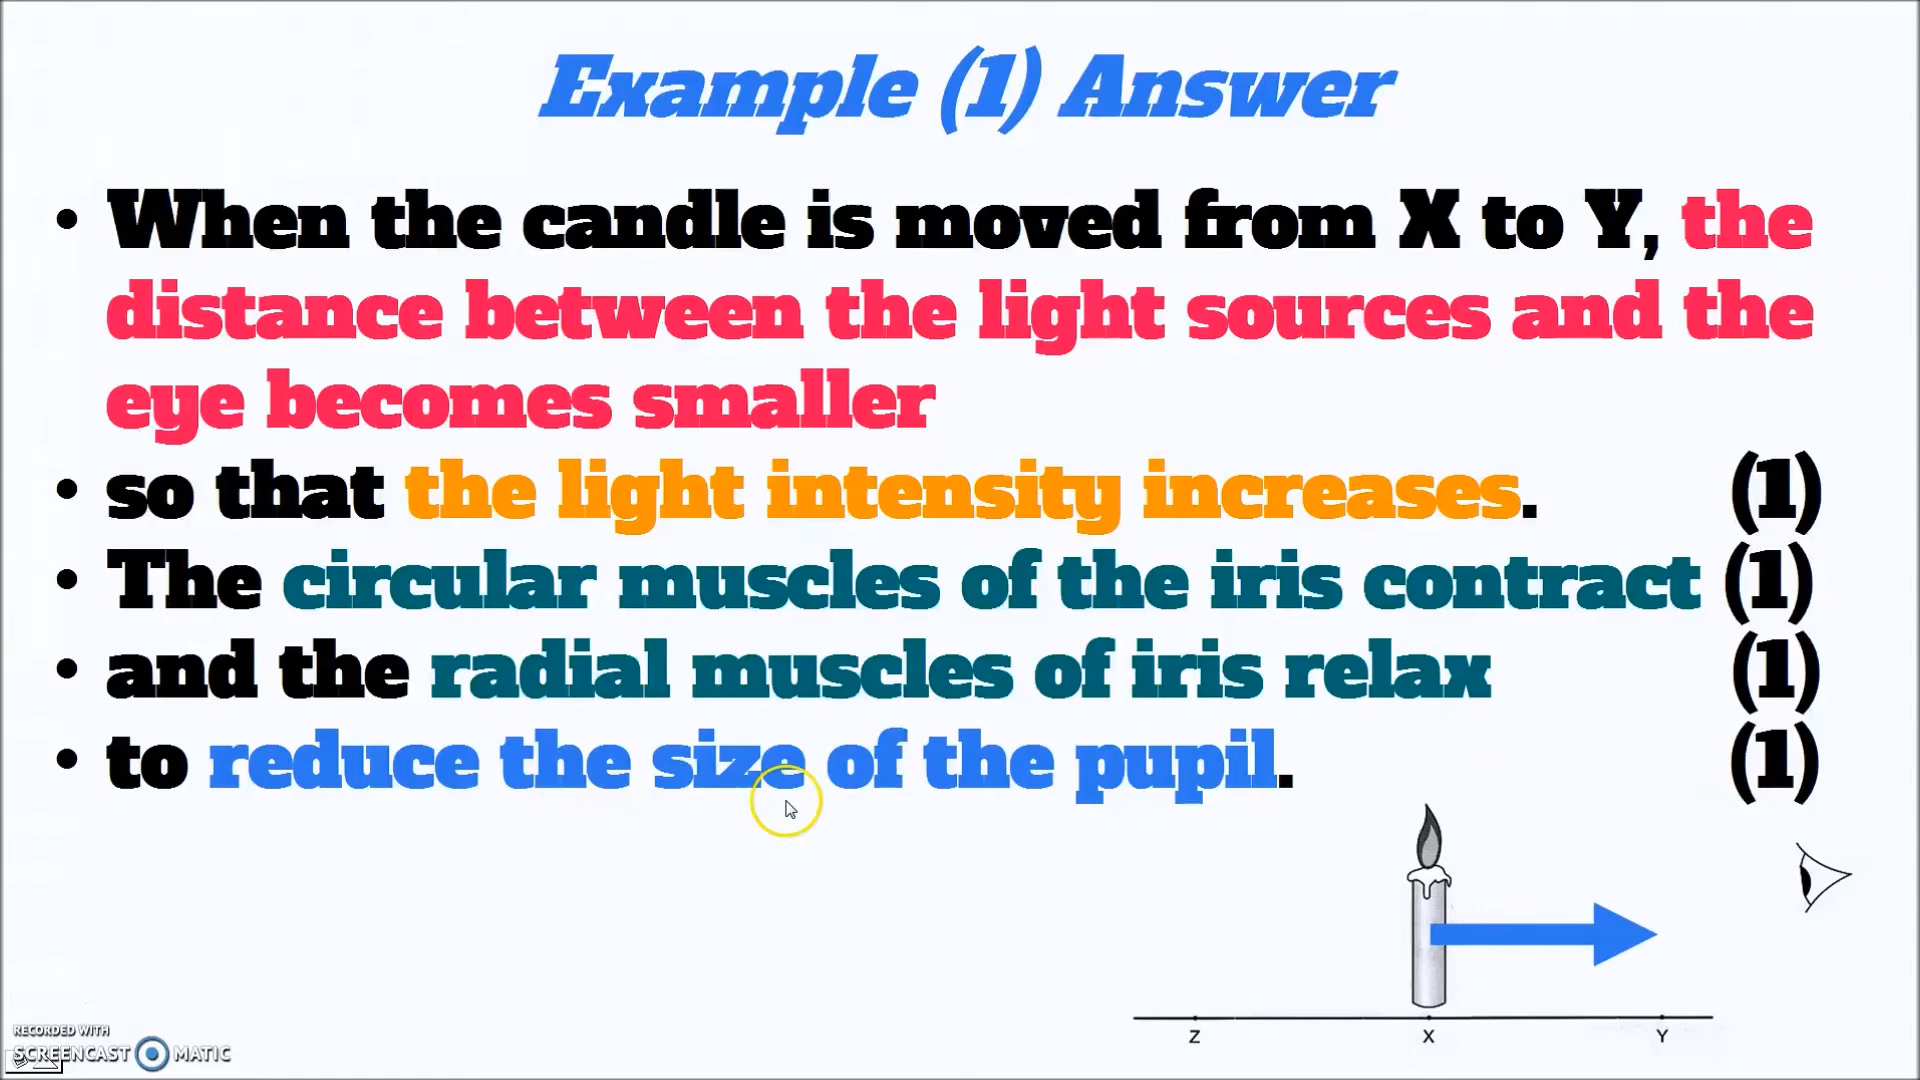 Example (1) Answer
• When the candle is moved from X to Y, the
distance between the light sources and the
eye becomes smaller
• so that the light intensity increases. (1)
• The circular muscles of the iris contract (1)
• and the radial muscles of iris relax (1)
• to reduce the size of the pupil. (1)
Z X Y
RECORDED WITH
SCREENCAST MATIC